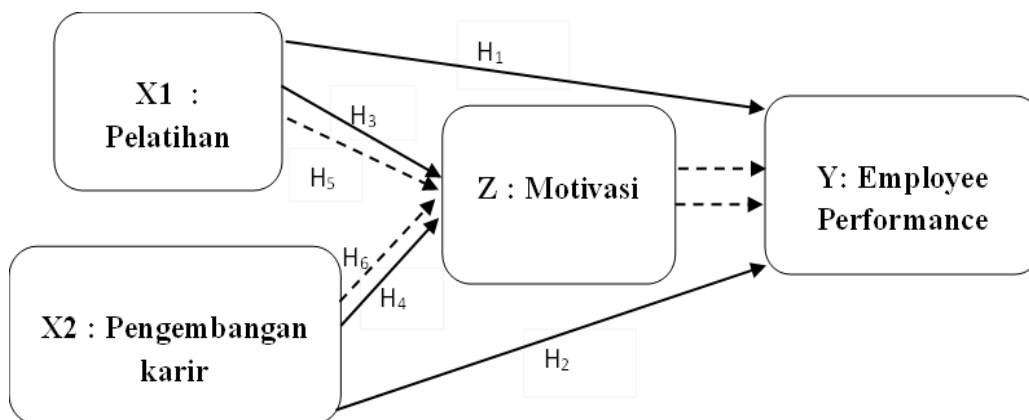 H₁
X1 :
Pelatihan
H₃
H₅
Z : Motivasi
Y: Employee
Performance
H₆
H₄
X2 : Pengembangan
karir
H₂